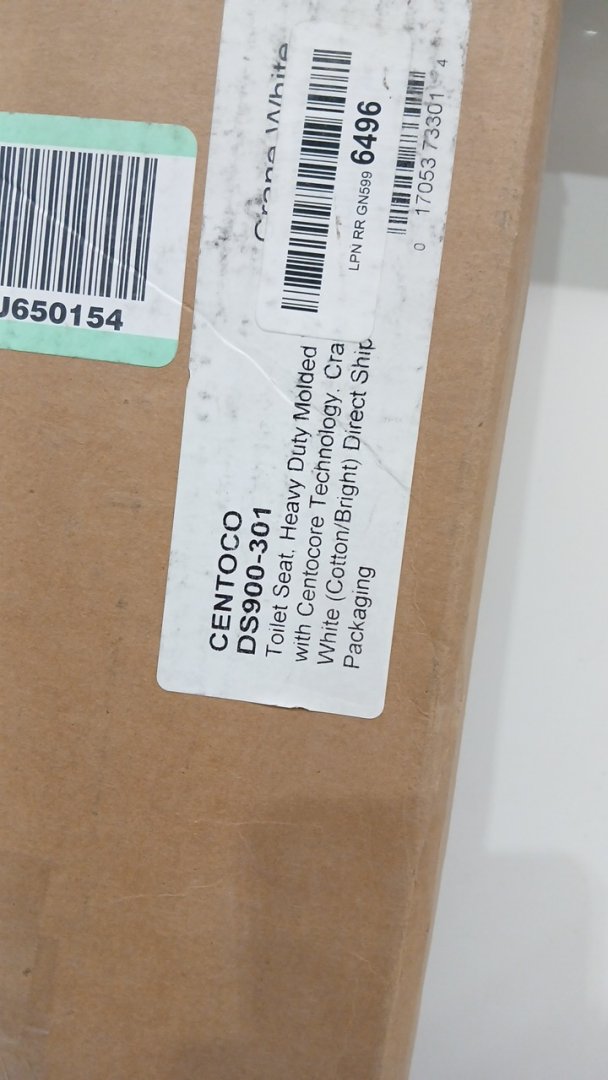 J650154
Crane White
LPN RR GN599 6496
0 17053 73301 4
CENTOCO
DS900-301
Toilet Seat, Heavy Duty Molded
with Centocore Technology, Cra
White (Cotton/Bright) Direct Ship
Packaging